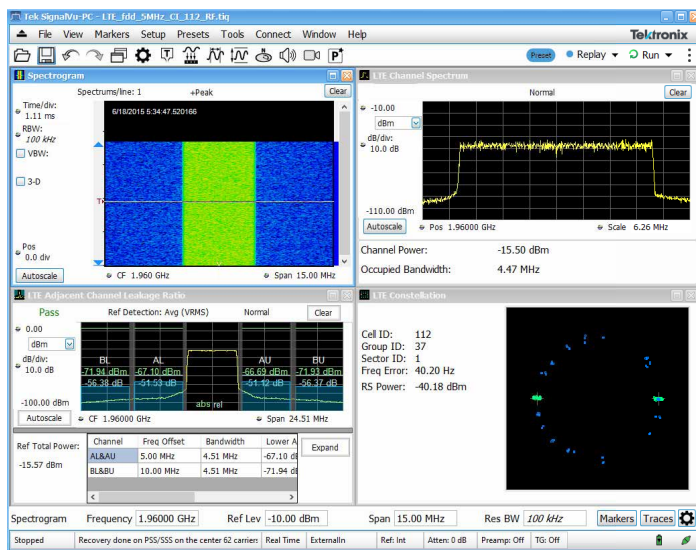 Tek SignalVu-PC - LTE_fdd_5MHz_CI_112_RF.tiq
File View Markers Setup Presets Tools Connect Window Help
Tektronix
Preset Replay Run
Spectrogram
Spectrums/line: 1 +Peak Clear
Time/div:
1.11 ms
RBW:
100 kHz
VBW:
3-D
Pos
0.0 div
Autoscale
6/18/2015 5:34:47.520166
CF 1.960 GHz Span 15.00 MHz
LTE Channel Spectrum
Normal Clear
-10.00
dBm
dB/div:
10.0 dB
-110.00 dBm
Autoscale Pos 1.96000 GHz Scale 6.26 MHz
Channel Power: -15.50 dBm
Occupied Bandwidth: 4.47 MHz
LTE Adjacent Channel Leakage Ratio
Pass Ref Detection: Avg (VRMS) Normal Clear
0.00
dBm
dB/div:
10.0 dB
-100.00 dBm
BL AL AU BU
-71.94 dBm -67.10 dBm -66.69 dBm -71.93 dBm
-56.38 dB -51.53 dB -51.12 dB -56.37 dB
abs rel
Autoscale CF 1.96000 GHz Span 24.51 MHz
Ref Total Power:
-15.57 dBm
Channel Freq Offset Bandwidth Lower A
AL&AU 5.00 MHz 4.51 MHz -67.10 dB
BL&BU 10.00 MHz 4.51 MHz -71.94 dB
Expand
LTE Constellation
Cell ID: 112
Group ID: 37
Sector ID: 1
Freq Error: 40.20 Hz
RS Power: -40.18 dBm
Spectrogram Frequency 1.96000 GHz Ref Lev -10.00 dBm Span 15.00 MHz Res BW 100 kHz Markers Traces
Stopped Recovery done on PSS/SSS on the center 62 carriers Real Time ExternalIn Ref: Int Atten: 0 dB Preamp: Off TG: Off